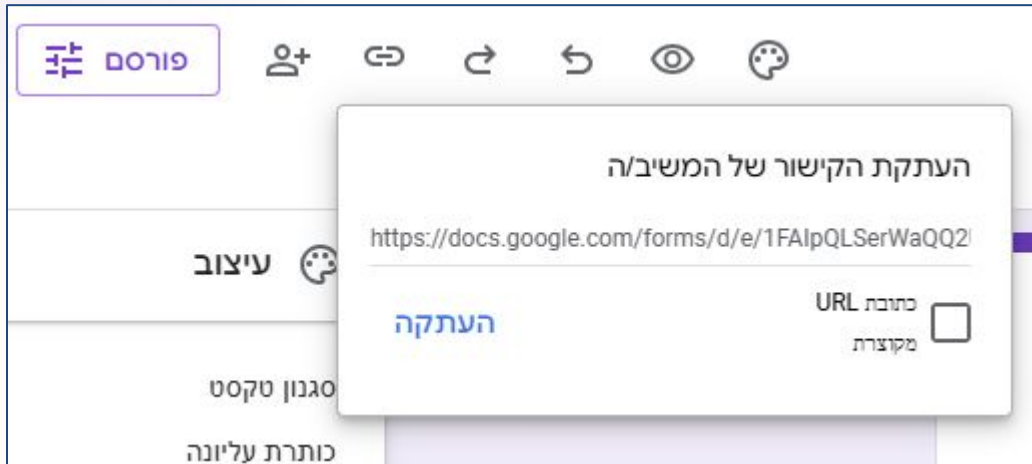 פורסם
העתקת הקישור של המשיב/ה
https://docs.google.com/forms/d/e/1FAIpQLSerWaQQ2
כתובת URL
מקוצרת
העתקה
עיצוב
סגנון טקסט
כותרת עליונה